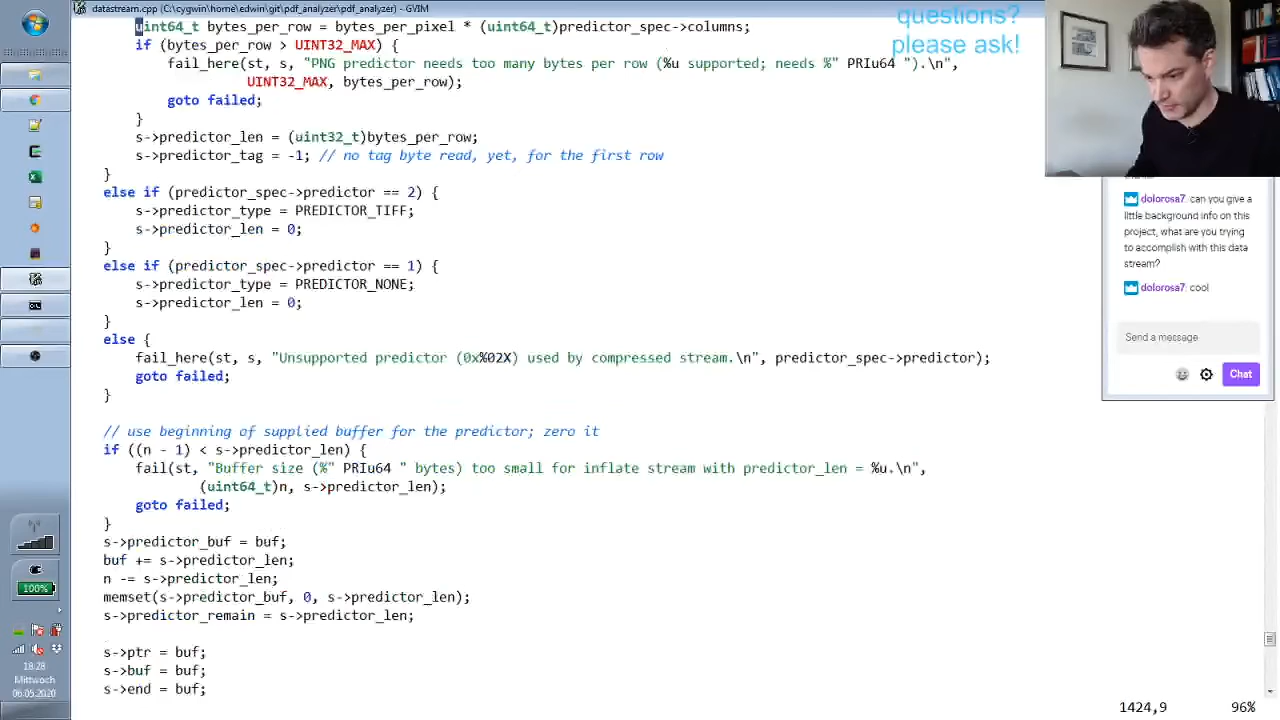 datastream.cpp (C:\cygwin\home\edwin\git\pdf_analyzer\pdf_analyzer) - GVIM
uint64_t bytes_per_row = bytes_per_pixel * (uint64_t)predictor_spec->columns;
if (bytes_per_row > UINT32_MAX) {
fail_here(st, s, "PNG predictor needs too many bytes per row (%u supported; needs %" PRIu64 ").\n",
UINT32_MAX, bytes_per_row);
goto failed;
}
s->predictor_len = (uint32_t)bytes_per_row;
s->predictor_tag = -1; // no tag byte read, yet, for the first row
}
else if (predictor_spec->predictor == 2) {
s->predictor_type = PREDICTOR_TIFF;
s->predictor_len = 0;
}
else if (predictor_spec->predictor == 1) {
s->predictor_type = PREDICTOR_NONE;
s->predictor_len = 0;
}
else {
fail_here(st, s, "Unsupported predictor (0x%02X) used by compressed stream.\n", predictor_spec->predictor);
goto failed;
}
// use beginning of supplied buffer for the predictor; zero it
if ((n - 1) < s->predictor_len) {
fail(st, "Buffer size (%" PRIu64 " bytes) too small for inflate stream with predictor_len = %u.\n",
(uint64_t)n, s->predictor_len);
goto failed;
}
s->predictor_buf = buf;
buf += s->predictor_len;
n -= s->predictor_len;
memset(s->predictor_buf, 0, s->predictor_len);
s->predictor_remain = s->predictor_len;
s->ptr = buf;
s->buf = buf;
s->end = buf;
1424,9 96%
questions?
please ask!
dolorosa7: can you give a
little background info on this
project, what are you trying
to accomplish with this data
stream?
dolorosa7: cool
Send a message
Chat
100%
18:28
Mittwoch
06.05.2020